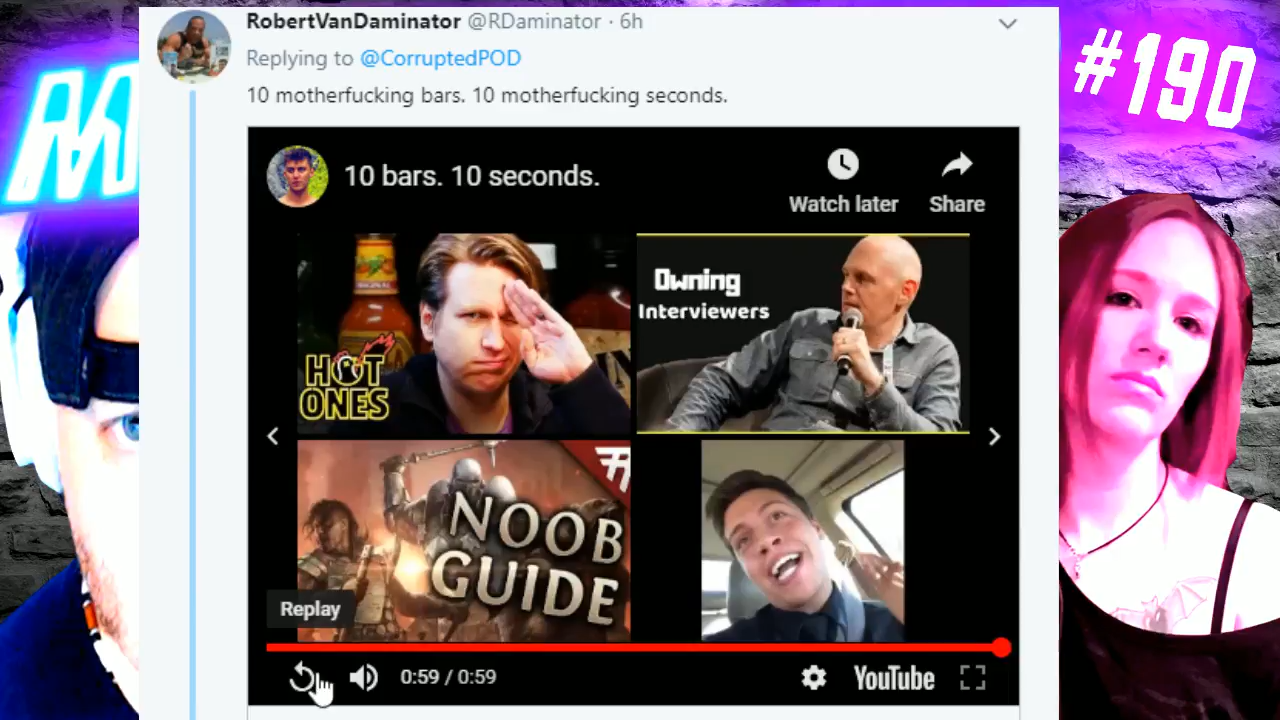 RobertVanDaminator @RDaminator · 6h
Replying to @CorruptedPOD
10 motherfucking bars. 10 motherfucking seconds.
#190
10 bars. 10 seconds.
Watch later
Share
HOT
ONES
Owning
Interviewers
NOOB
GUIDE
Replay
0:59 / 0:59
YouTube